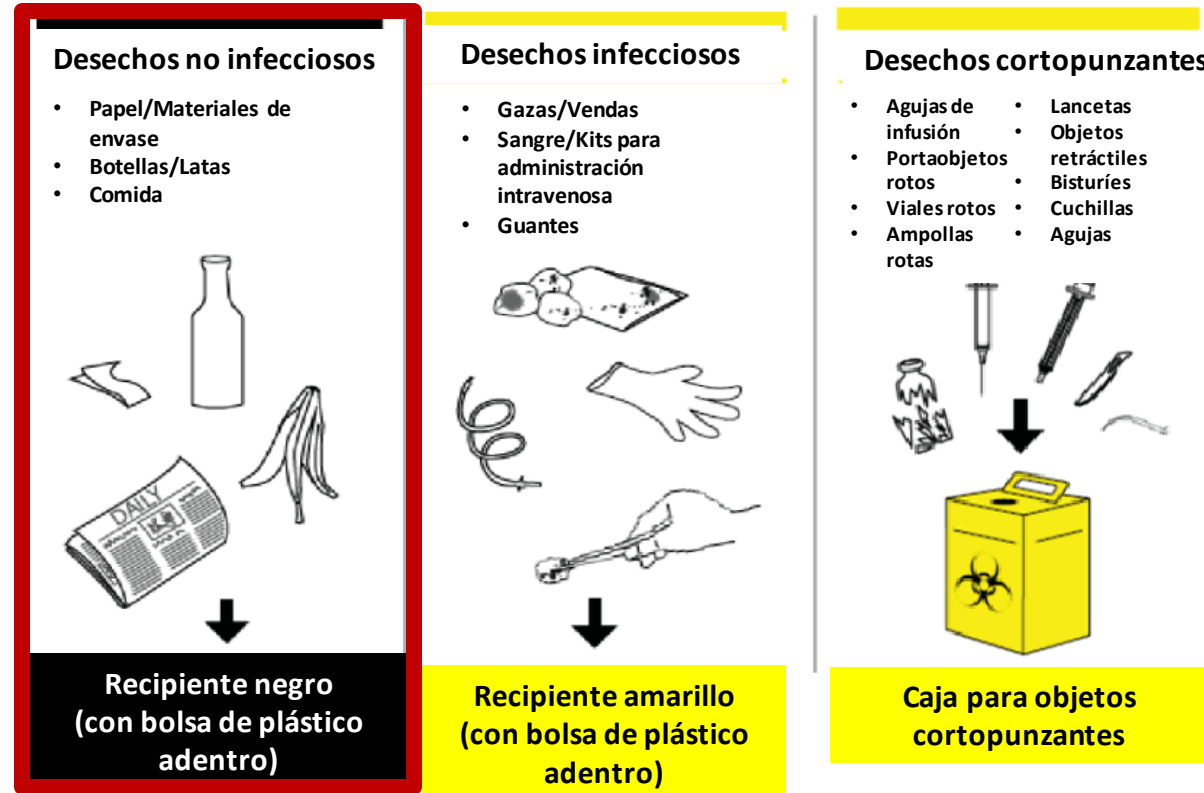 Desechos no infecciosos
• Papel/Materiales de
envase
• Botellas/Latas
• Comida
DAILY
Recipiente negro
(con bolsa de plástico
adentro)
Desechos infecciosos
• Gazas/Vendas
• Sangre/Kits para
administración
intravenosa
• Guantes
Recipiente amarillo
(con bolsa de plástico
adentro)
Desechos cortopunzantes
• Agujas de
infusión
• Portaobjetos
rotos
• Viales rotos
• Ampollas
rotas
• Lancetas
• Objetos
retráctiles
• Bisturíes
• Cuchillas
• Agujas
Caja para objetos
cortopunzantes